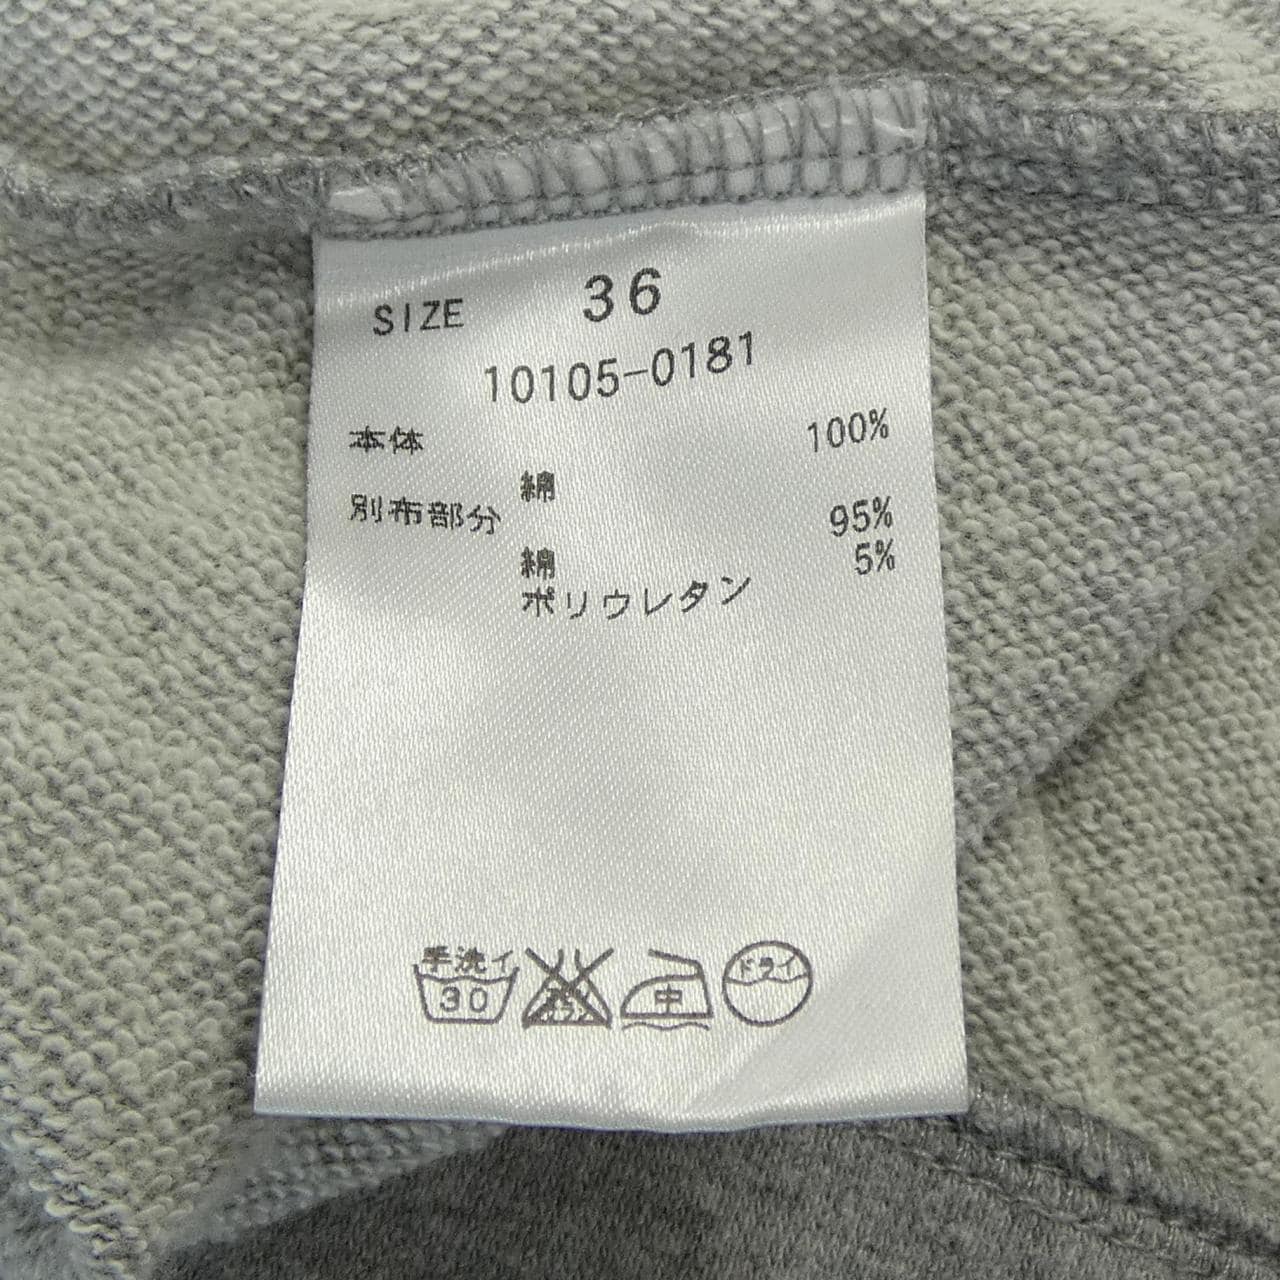 SIZE 36
10105-0181
本体 100%
綿
別布部分 95%
綿 5%
ポリウレタン
手洗イ
30
中
ドライ